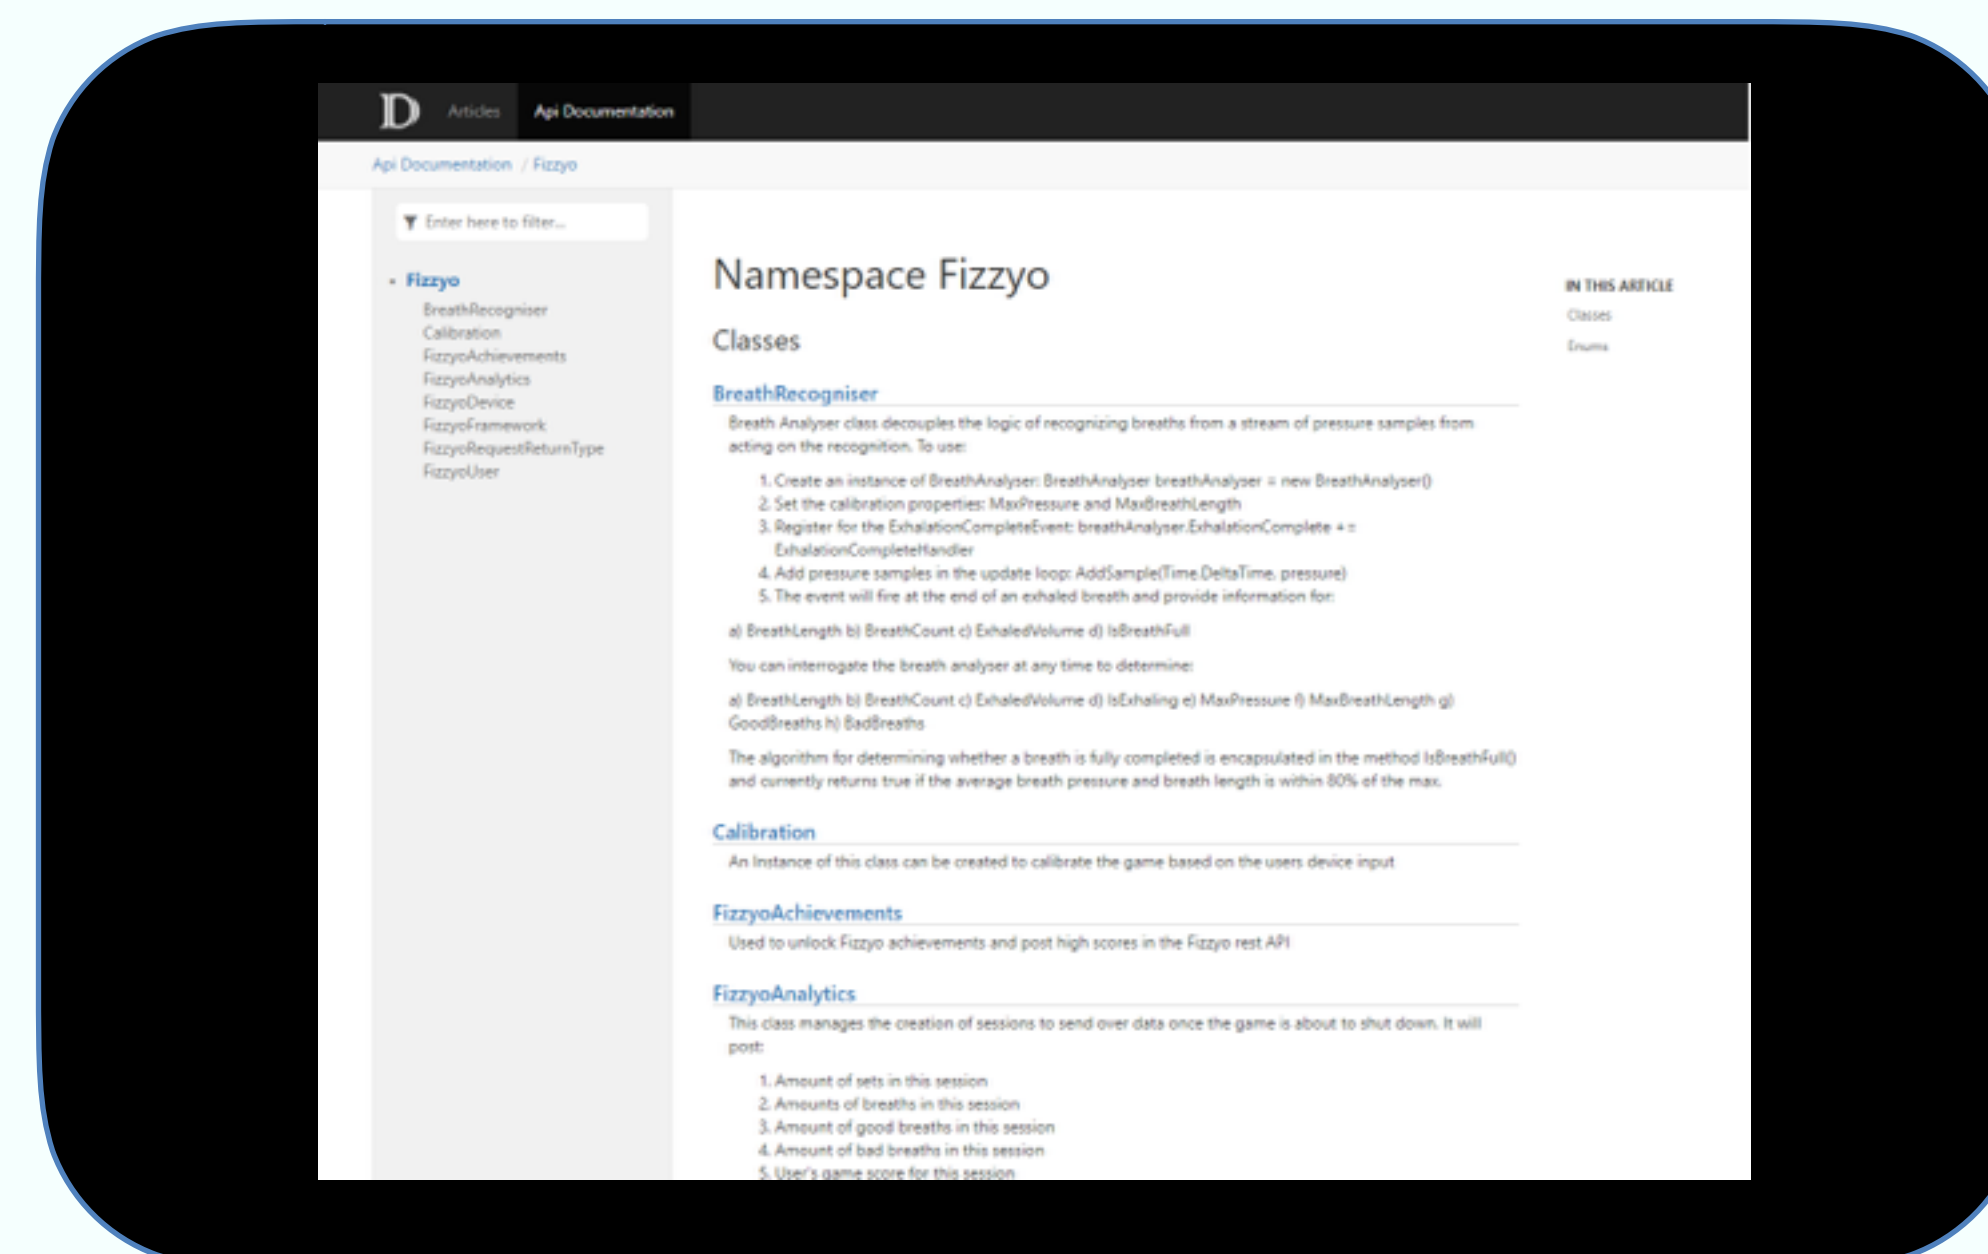 D Articles Api Documentation
Api Documentation / Fizzyo
Enter here to filter...
Fizzyo
BreathRecogniser
Calibration
FizzyoAchievements
FizzyoAnalytics
FizzyoDevice
FizzyoFramework
FizzyoRequestReturnType
FizzyoUser
Namespace Fizzyo
Classes
BreathRecogniser
Breath Analyser class decouples the logic of recognizing breaths from a stream of pressure samples from
acting on the recognition. To use:
1. Create an instance of BreathAnalyser: BreathAnalyser breathAnalyser = new BreathAnalyser()
2. Set the calibration properties: MaxPressure and MaxBreathLength
3. Register for the ExhalationCompleteEvent: breathAnalyser.ExhalationComplete +=
ExhalationCompleteHandler
4. Add pressure samples in the update loop: AddSample(Time.DeltaTime, pressure)
5. The event will fire at the end of an exhaled breath and provide information for:
a) BreathLength b) BreathCount c) ExhaledVolume d) IsBreathFull
You can interrogate the breath analyser at any time to determine:
a) BreathLength b) BreathCount c) ExhaledVolume d) IsExhaling e) MaxPressure f) MaxBreathLength g)
GoodBreaths h) BadBreaths
The algorithm for determining whether a breath is fully completed is encapsulated in the method IsBreathFull()
and currently returns true if the average breath pressure and breath length is within 80% of the max.
Calibration
An Instance of this class can be created to calibrate the game based on the users device input
FizzyoAchievements
Used to unlock Fizzyo achievements and post high scores in the Fizzyo rest API
FizzyoAnalytics
This class manages the creation of sessions to send over data once the game is about to shut down. It will
post:
1. Amount of sets in this session
2. Amounts of breaths in this session
3. Amount of good breaths in this session
4. Amount of bad breaths in this session
5. User's game score for this session
IN THIS ARTICLE
Classes
Enums